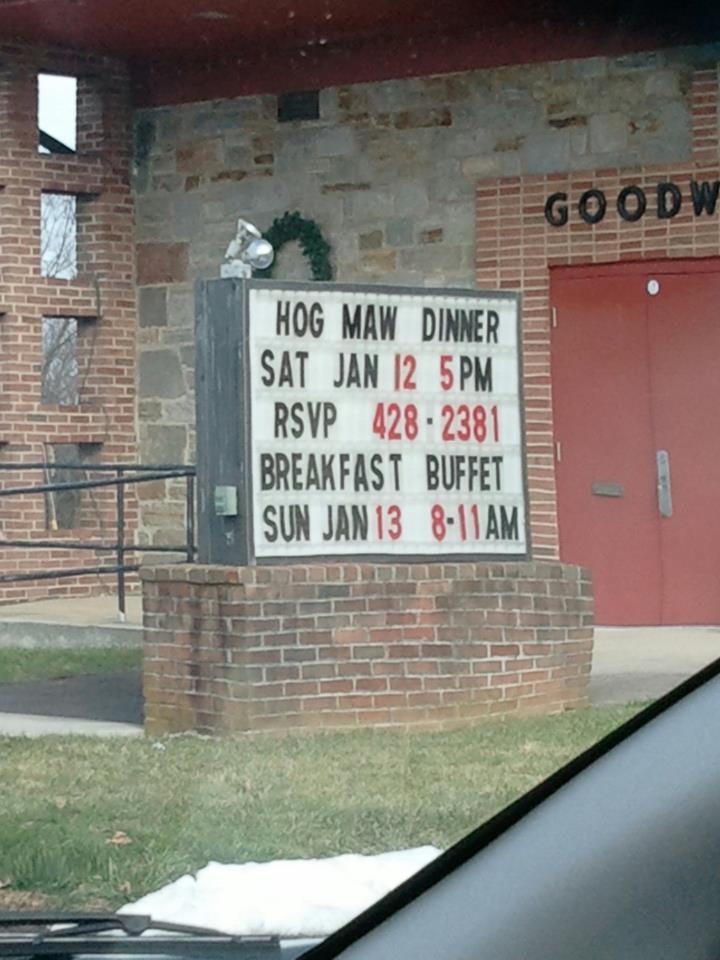 GOODW
HOG MAW DINNER
SAT JAN 12 5PM
RSVP 428-2381
BREAKFAST BUFFET
SUN JAN 13 8-11AM